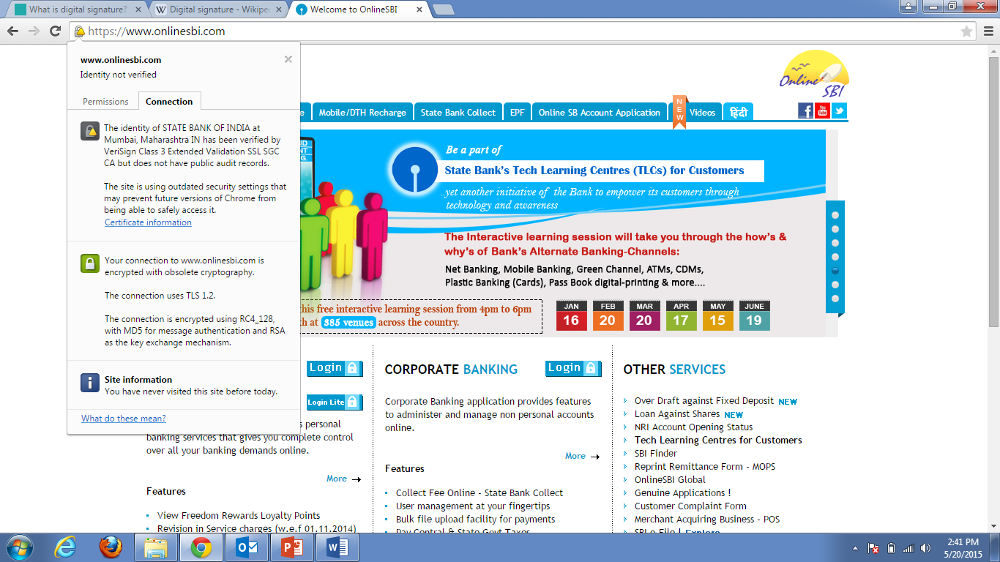 What is digital signature?
Digital signature - Wikipe
Welcome to OnlineSBI
https://www.onlinesbi.com
www.onlinesbi.com
Identity not verified
Permissions
Connection
The identity of STATE BANK OF INDIA at
Mumbai, Maharashtra IN has been verified by
VeriSign Class 3 Extended Validation SSL SGC
CA but does not have public audit records.
The site is using outdated security settings that
may prevent future versions of Chrome from
being able to safely access it.
Certificate information
Your connection to www.onlinesbi.com is
encrypted with obsolete cryptography.
The connection uses TLS 1.2.
The connection is encrypted using RC4_128,
with MD5 for message authentication and RSA
as the key exchange mechanism.
Site information
You have never visited this site before today.
What do these mean?
Online
SBI
e
Mobile/DTH Recharge
State Bank Collect
EPF
Online SB Account Application
NEW
Videos
हिंदी
f
You
Tube
Be a part of
State Bank's Tech Learning Centres (TLCs) for Customers
..yet another initiative of the Bank to empower its customers through
technology and awareness
The Interactive learning session will take you through the how's &
why's of Bank's Alternate Banking-Channels:
Net Banking, Mobile Banking, Green Channel, ATMs, CDMs,
Plastic Banking (Cards), Pass Book digital-printing & more....
this free interactive learning session from 4pm to 6pm
th at 385 venues across the country.
JAN FEB MAR APR MAY JUNE
16 20 20 17 15 19
Login
Login Lite
s personal
banking services that gives you complete control
over all your banking demands online.
More
Features
View Freedom Rewards Loyalty Points
Revision in Service charges (w.e.f 01.11.2014)
CORPORATE BANKING
Login
Corporate Banking application provides features
to administer and manage non personal accounts
online.
More
Features
Collect Fee Online - State Bank Collect
User management at your fingertips
Bulk file upload facility for payments
Pay Central & State Govt Taxes
OTHER SERVICES
Over Draft against Fixed Deposit NEW
Loan Against Shares NEW
NRI Account Opening Status
Tech Learning Centres for Customers
SBI Finder
Reprint Remittance Form - MOPS
OnlineSBI Global
Genuine Applications !
Customer Complaint Form
Merchant Acquiring Business - POS
SBI e-File ! Explore
2:41 PM
5/20/2015